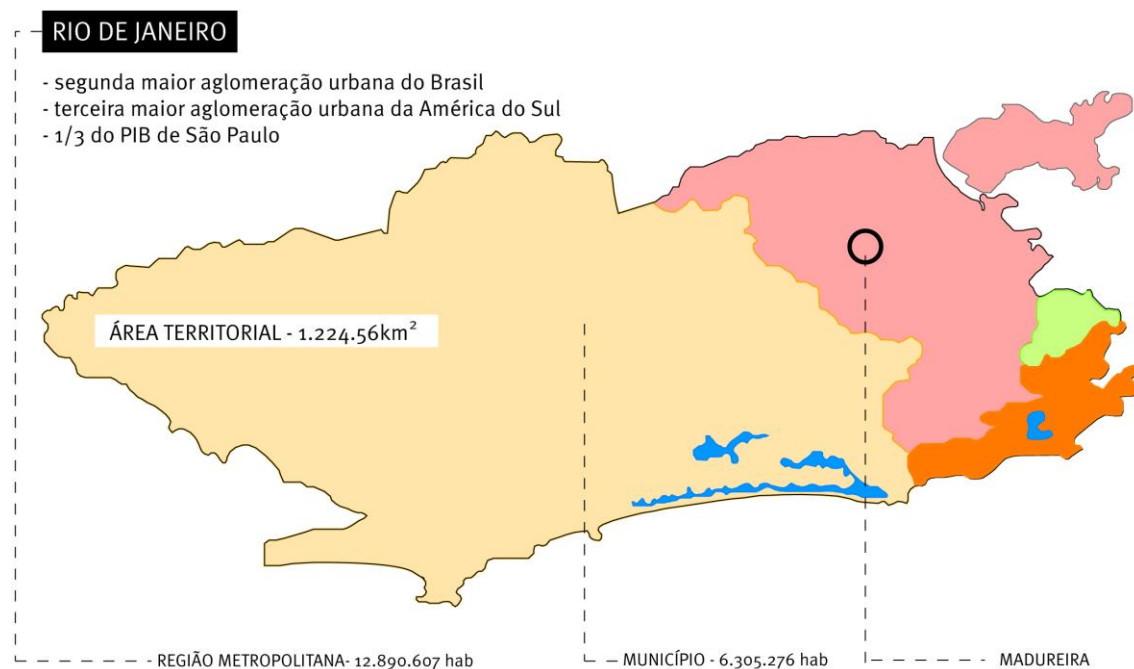 RIO DE JANEIRO
- segunda maior aglomeração urbana do Brasil
- terceira maior aglomeração urbana da América do Sul
- 1/3 do PIB de São Paulo
ÁREA TERRITORIAL - 1.224.56km²
REGIÃO METROPOLITANA- 12.890.607 hab
MUNICÍPIO - 6.305.276 hab
MADUREIRA